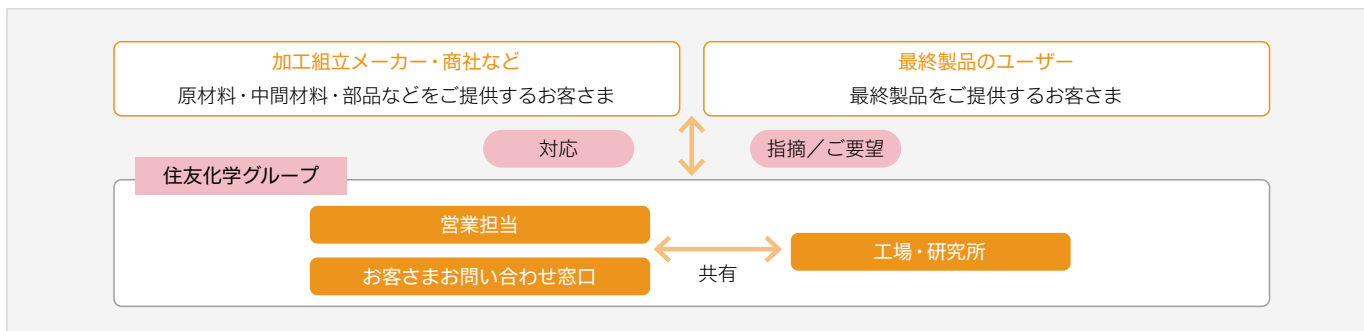 加工組立メーカー・商社など
原材料・中間材料・部品などをご提供するお客さま
最終製品のユーザー
最終製品をご提供するお客さま
対応
指摘／ご要望
住友化学グループ
営業担当
お客さまお問い合わせ窓口
共有
工場・研究所